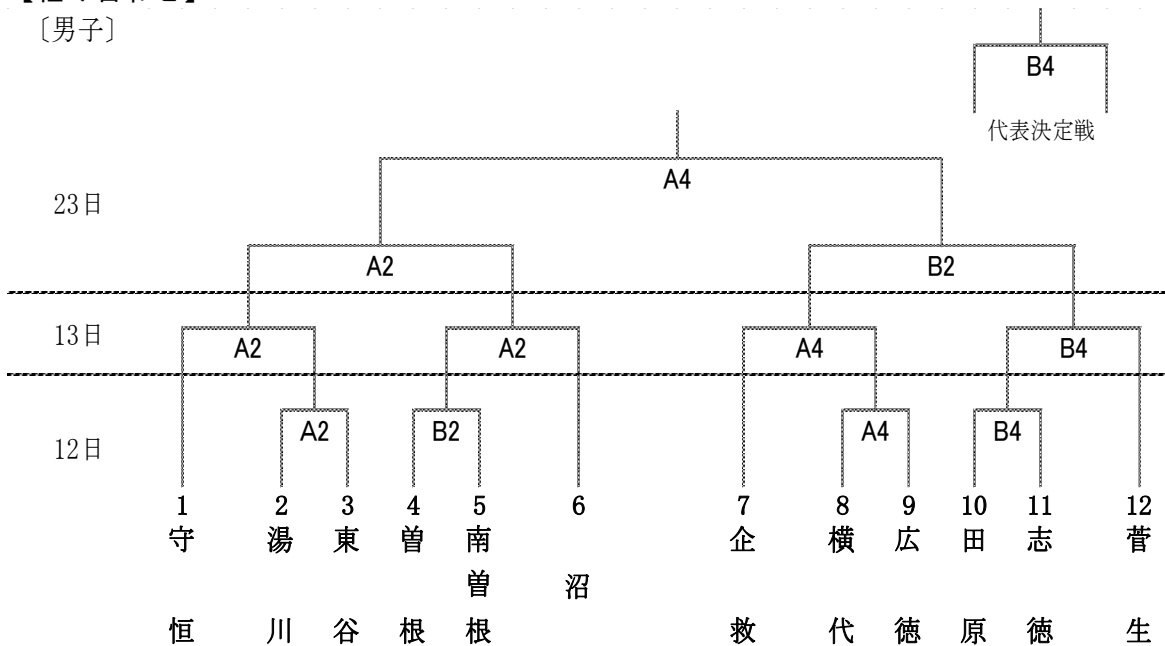 〔男子〕
B4
代表決定戦
A4
23日
A2 B2
13日
A2 A2 A4 B4
12日
A2 B2 A4 B4
1 2 3 4 5 6 7 8 9 10 11 12
守恒 湯川 東谷 曽根 南曽根 沼 企救 横代 広徳 田原 志徳 菅生